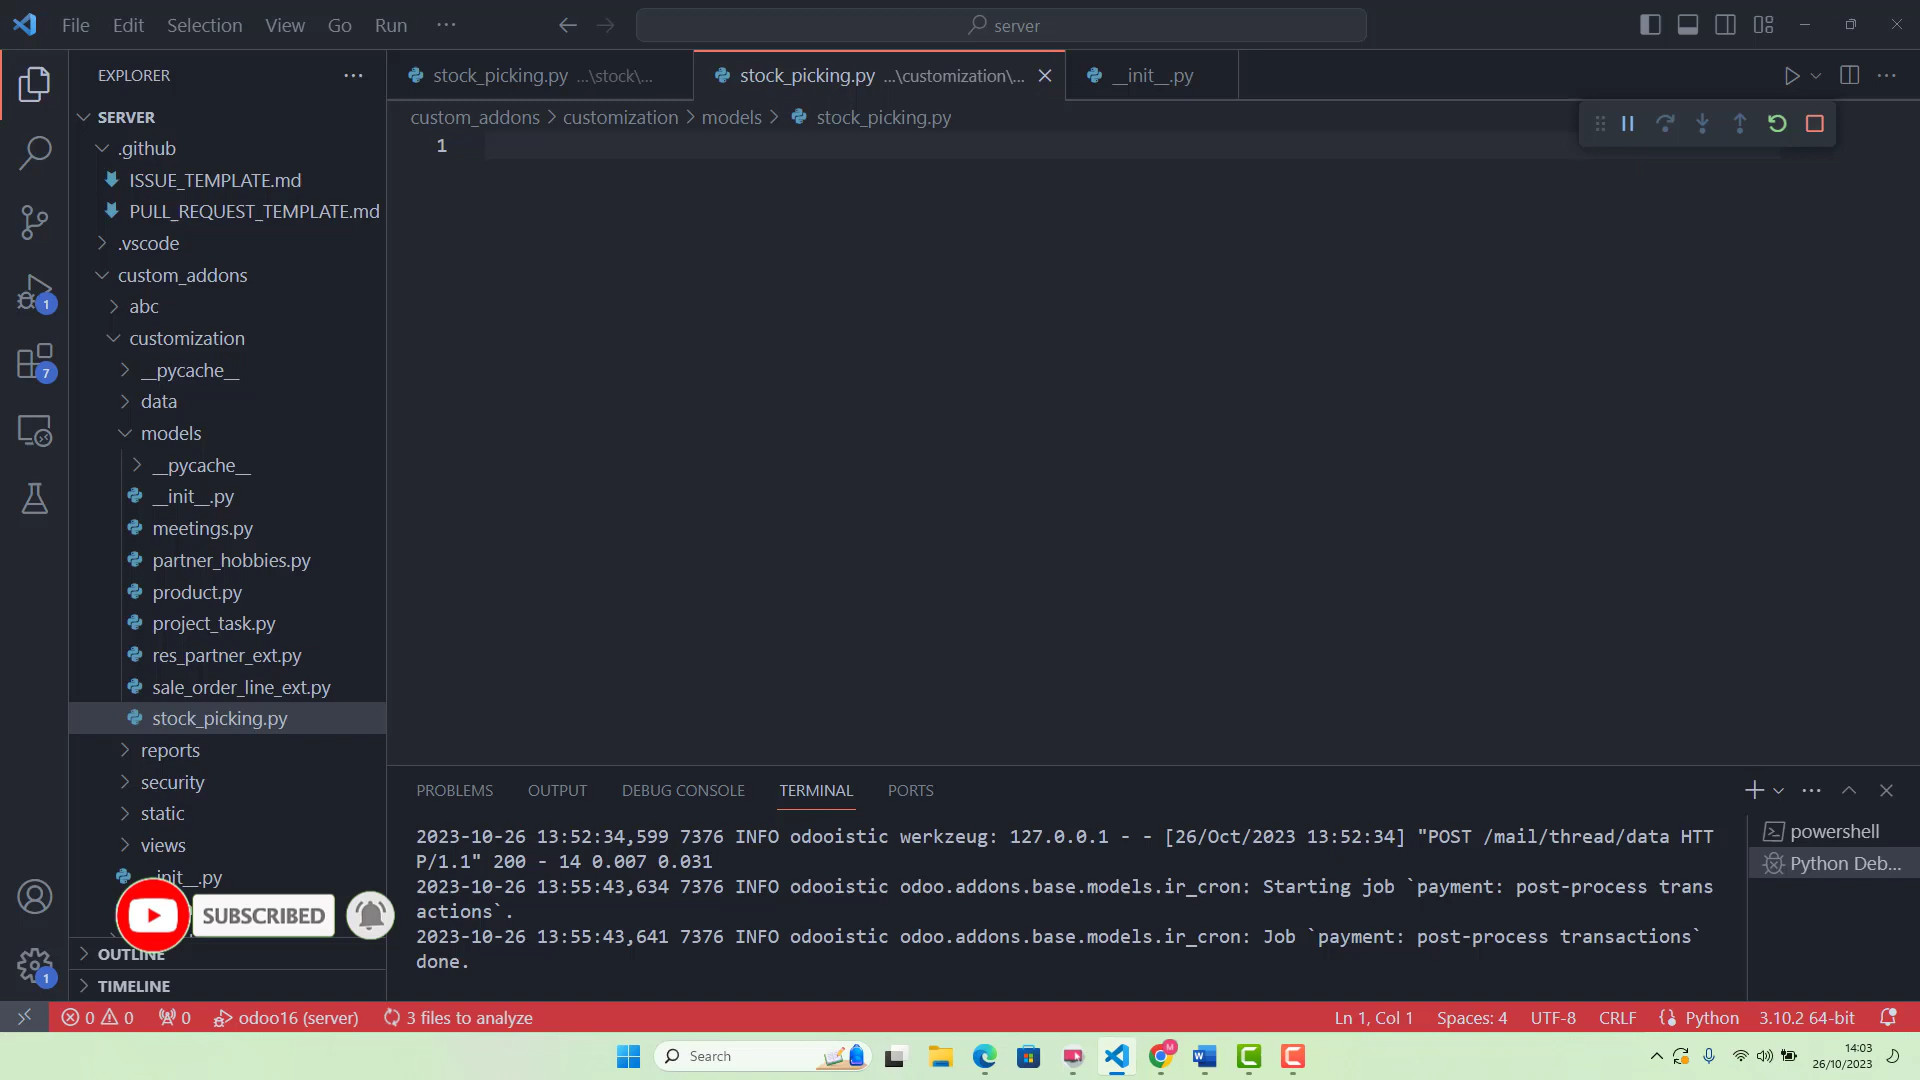 File Edit Selection View Go Run ···
server
EXPLORER
SERVER
.github
ISSUE_TEMPLATE.md
PULL_REQUEST_TEMPLATE.md
.vscode
custom_addons
abc
customization
__pycache__
data
models
__pycache__
__init__.py
meetings.py
partner_hobbies.py
product.py
project_task.py
res_partner_ext.py
sale_order_line_ext.py
stock_picking.py
reports
security
static
views
__init__.py
SUBSCRIBED
OUTLINE
TIMELINE
stock_picking.py ...\stock\...
stock_picking.py ...\customization\...
__init__.py
custom_addons > customization > models > stock_picking.py
1
PROBLEMS OUTPUT DEBUG CONSOLE TERMINAL PORTS
2023-10-26 13:52:34,599 7376 INFO odooistic werkzeug: 127.0.0.1 - - [26/Oct/2023 13:52:34] "POST /mail/thread/data HTT
P/1.1" 200 - 14 0.007 0.031
2023-10-26 13:55:43,634 7376 INFO odooistic odoo.addons.base.models.ir_cron: Starting job `payment: post-process trans
actions`.
2023-10-26 13:55:43,641 7376 INFO odooistic odoo.addons.base.models.ir_cron: Job `payment: post-process transactions`
done.
powershell
Python Deb...
1
7
1
0 0 0 odoo16 (server) 3 files to analyze
Ln 1, Col 1 Spaces: 4 UTF-8 CRLF Python 3.10.2 64-bit
Search
14:03
26/10/2023